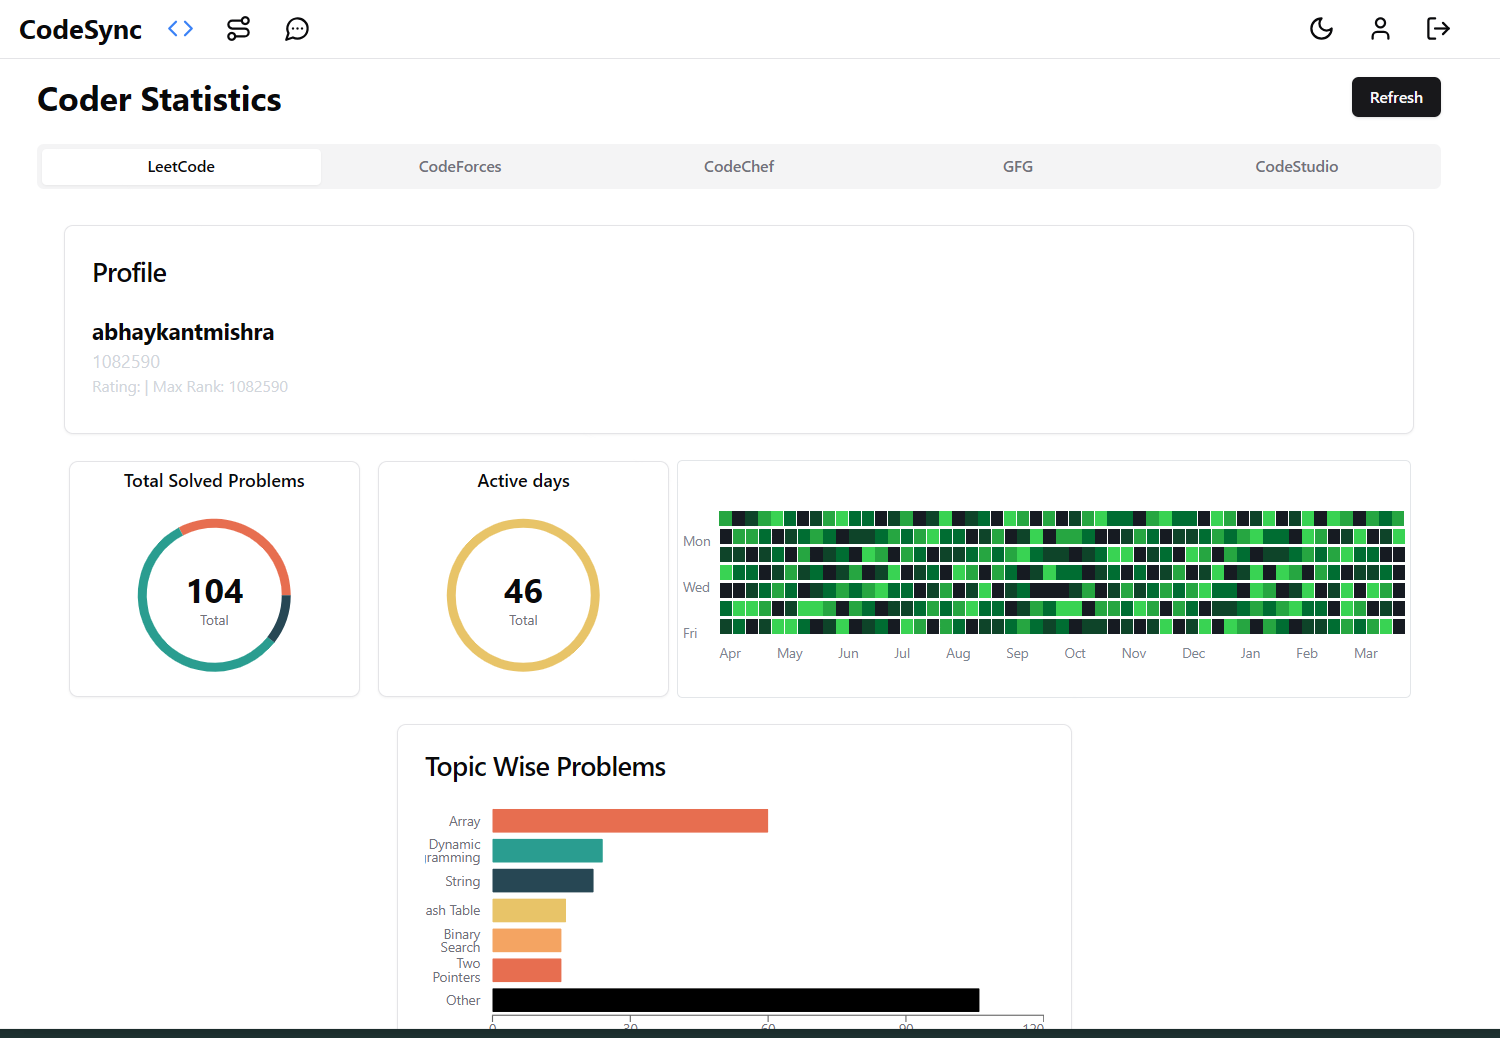 CodeSync
Coder Statistics
Refresh
LeetCode CodeForces CodeChef GFG CodeStudio
Profile
abhaykantmishra
1082590
Rating: | Max Rank: 1082590
Total Solved Problems
104
Total
Active days
46
Total
Mon
Wed
Fri
Apr May Jun Jul Aug Sep Oct Nov Dec Jan Feb Mar
Topic Wise Problems
Array
Dynamic
gramming
String
ash Table
Binary
Search
Two
Pointers
Other
0 30 60 90 120